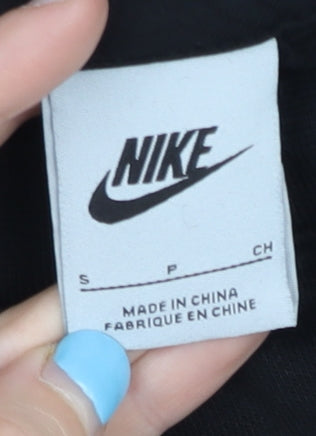 NIKE
S P CH
MADE IN CHINA
FABRIQUE EN CHINE